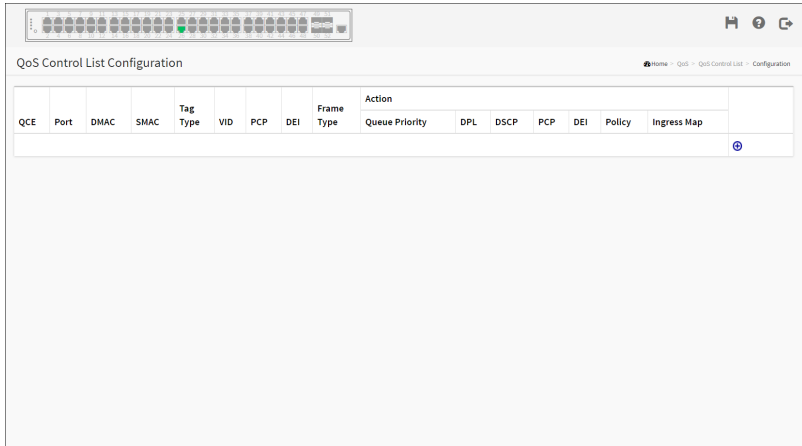 QoS Control List Configuration
Home > QoS > QoS Control List > Configuration
QCE Port DMAC SMAC Tag Type VID PCP DEI Frame Type Action
Queue Priority DPL DSCP PCP DEI Policy Ingress Map